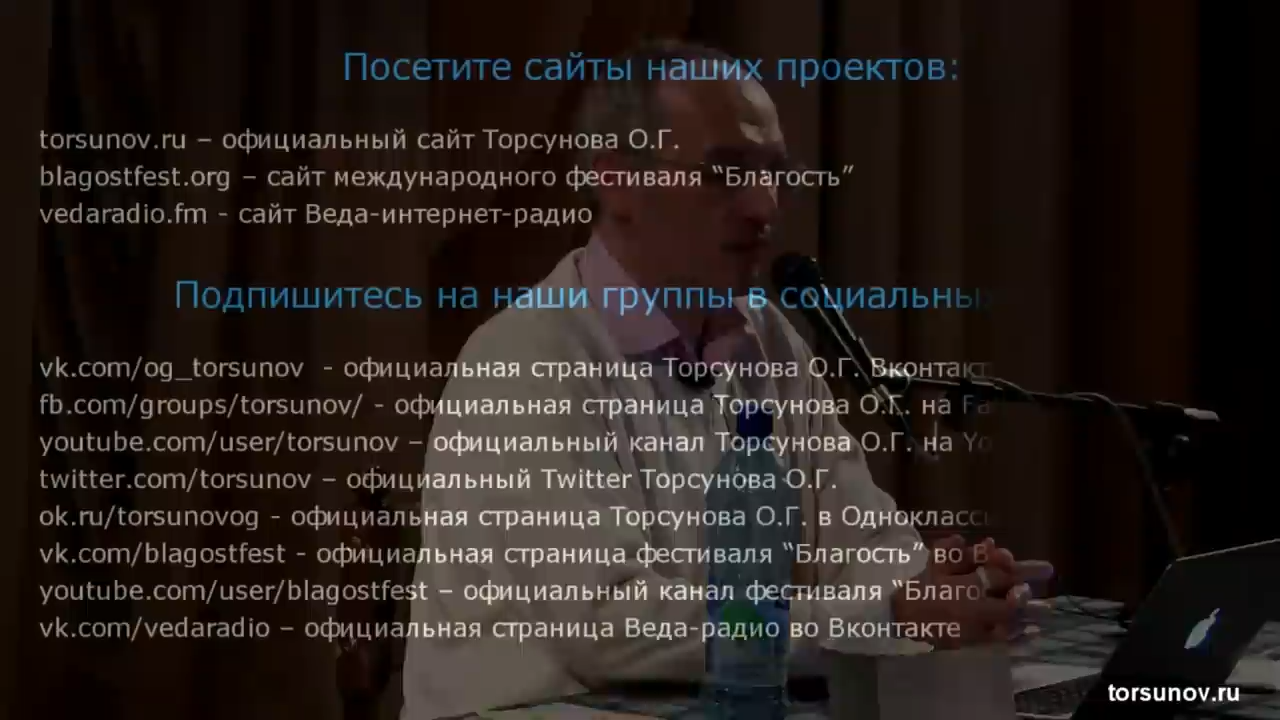 Посетите сайты наших проектов:
torsunov.ru – официальный сайт Торсунова О.Г.
blagostfest.org – сайт международного фестиваля “Благость”
vedaradio.fm - сайт Веда-интернет-радио
Подпишитесь на наши группы в
vk.com/og_torsunov - официальная страница Торсунова О.Г.
fb.com/groups/torsunov/ - официальная страница Торсунова О.Г. на
youtube.com/user/torsunov – официальный канал Торсунова О.Г. на
twitter.com/torsunov – официальный Twitter Торсунова О.Г.
ok.ru/torsunovog - официальная страница Торсунова О.Г. в
vk.com/blagostfest - официальная страница фестиваля “Благость” во
youtube.com/user/blagostfest – официальный канал фестиваля
vk.com/vedaradio – официальная страница Веда-радио во Вконтакте
torsunov.ru